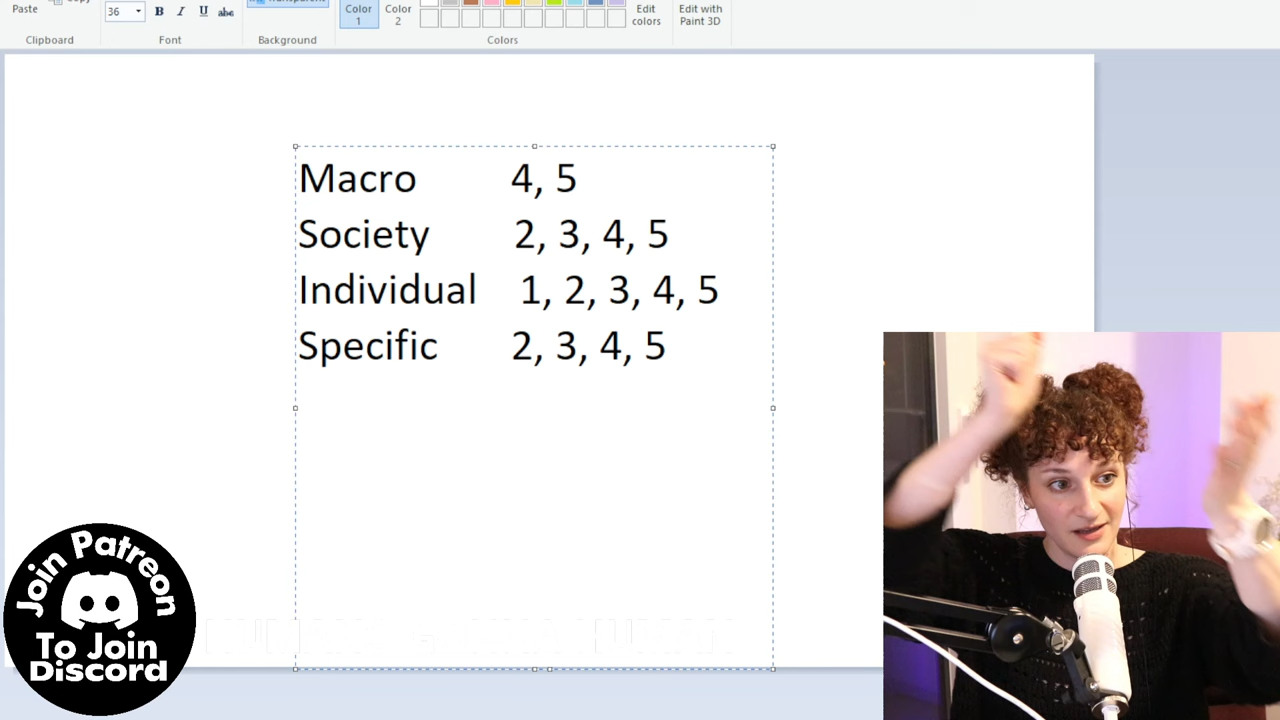 Paste
Copy
36
B I U abc
Transparent
Color 1
Color 2
Edit colors
Edit with Paint 3D
Clipboard
Font
Background
Colors
Macro 4, 5
Society 2, 3, 4, 5
Individual 1, 2, 3, 4, 5
Specific 2, 3, 4, 5
Join Patreon
To Join
Discord